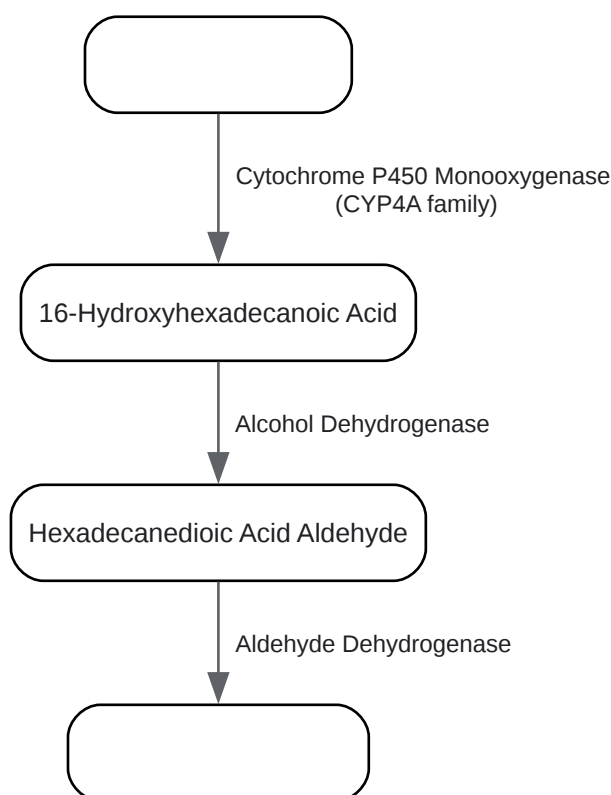 Cytochrome P450 Monooxygenase
(CYP4A family)
16-Hydroxyhexadecanoic Acid
Alcohol Dehydrogenase
Hexadecanedioic Acid Aldehyde
Aldehyde Dehydrogenase